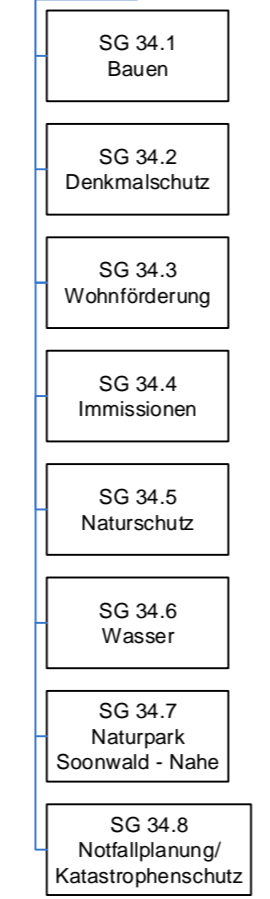 SG 34.1
Bauen
SG 34.2
Denkmalschutz
SG 34.3
Wohnförderung
SG 34.4
Immissionen
SG 34.5
Naturschutz
SG 34.6
Wasser
SG 34.7
Naturpark
Soonwald - Nahe
SG 34.8
Notfallplanung/
Katastrophenschutz